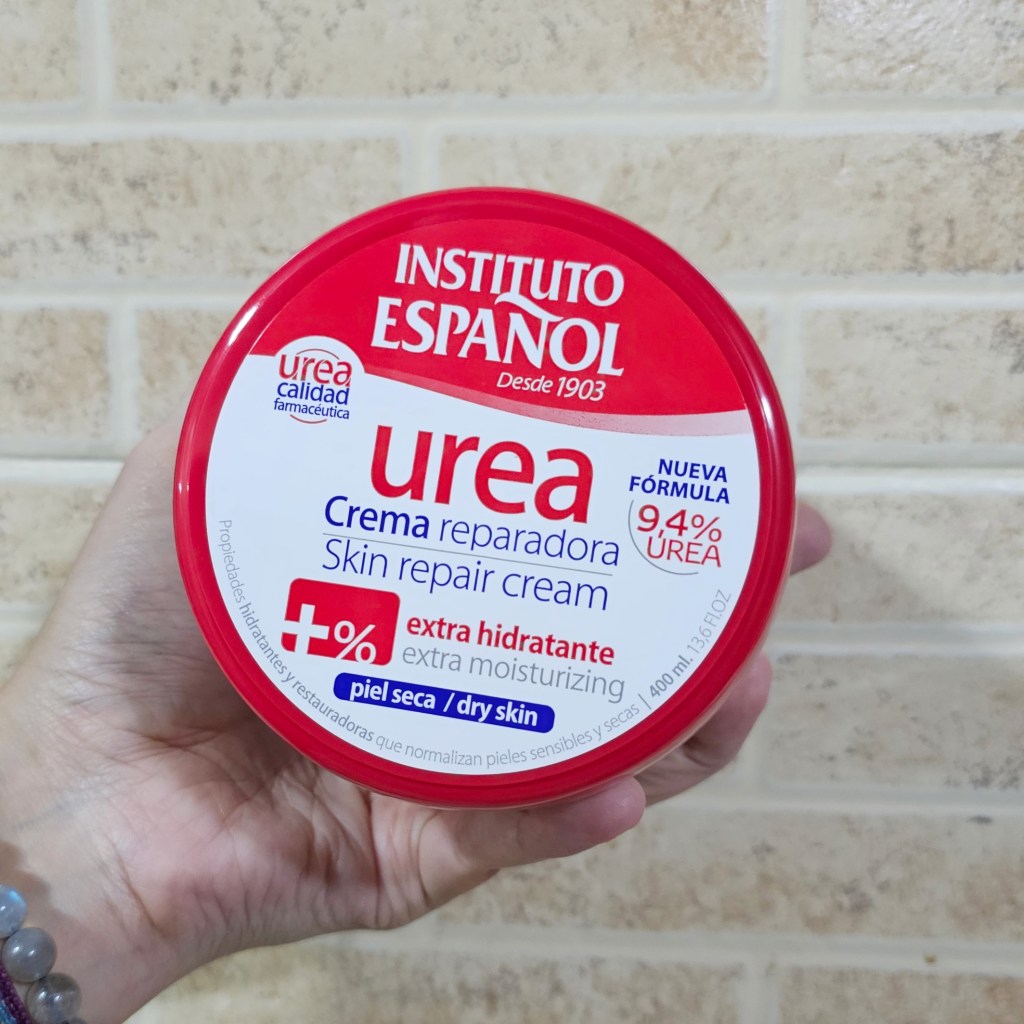 INSTITUTO
ESPAÑOL
Desde 1903
urea
calidad
farmacéutica
urea
Crema reparadora
Skin repair cream
NUEVA
FÓRMULA
9,4%
UREA
+%
extra hidratante
extra moisturizing
piel seca / dry skin
Propiedades hidratantes y restauradoras que normalizan pieles sensibles y secas | 400 ml. 13,6 Fl.OZ